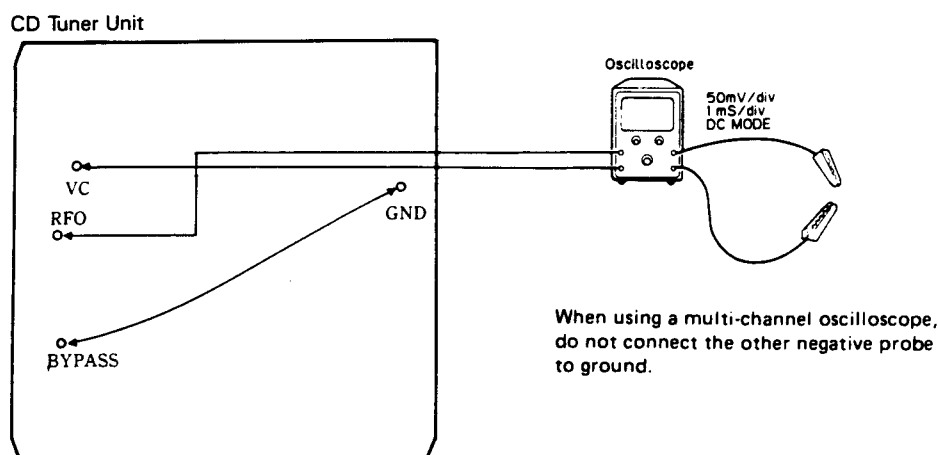 CD Tuner Unit
Oscilloscope
50mV/div
1mS/div
DC MODE
VC
RFO
GND
BYPASS
When using a multi-channel oscilloscope,
do not connect the other negative probe
to ground.